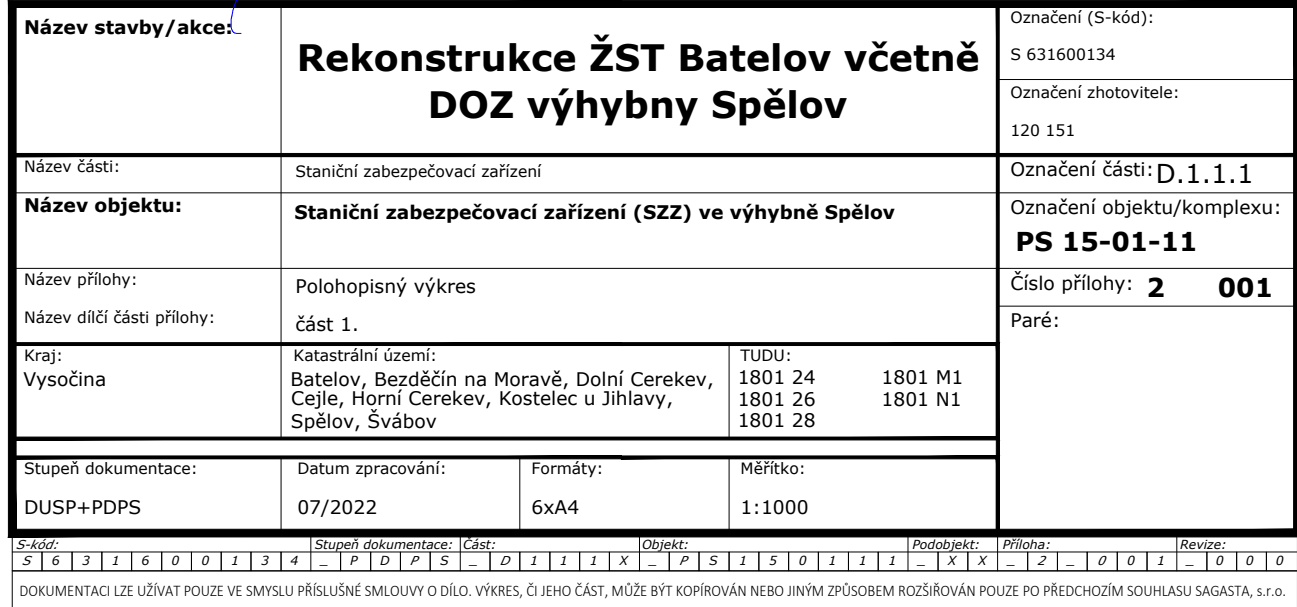 Název stavby/akce:
Rekonstrukce ŽST Batelov včetně
DOZ výhybny Spělov
Označení (S-kód):
S 631600134
Označení zhotovitele:
120 151
Název části:
Staniční zabezpečovací zařízení
Označení části: D.1.1.1
Název objektu:
Staniční zabezpečovací zařízení (SZZ) ve výhybně Spělov
Označení objektu/komplexu:
PS 15-01-11
Název přílohy:
Polohopisný výkres
Číslo přílohy: 2 001
Název dílčí části přílohy:
část 1.
Paré:
Kraj:
Vysočina
Katastrální území:
Batelov, Bezděčín na Moravě, Dolní Cerekev,
Cejle, Horní Cerekev, Kostelec u Jihlavy,
Spělov, Švábov
TUDU:
1801 24 1801 M1
1801 26 1801 N1
1801 28
Stupeň dokumentace:
DUSP+PDPS
Datum zpracování:
07/2022
Formáty:
6xA4
Měřítko:
1:1000
S-kód: Stupeň dokumentace: Část: Objekt: Podobjekt: Příloha: Revize:
S 6 3 1 6 0 0 1 3 4 _ P D P S _ D 1 1 1 X _ P S 1 5 0 1 1 1 _ X X _ 2 _ 0 0 1 _ 0 0 0
DOKUMENTACI LZE UŽÍVAT POUZE VE SMYSLU PŘÍSLUŠNÉ SMLOUVY O DÍLO. VÝKRES, ČI JEHO ČÁST, MŮŽE BÝT KOPÍROVÁN NEBO JINÝM ZPŮSOBEM ROZŠIŘOVÁN POUZE PO PŘEDCHOZÍM SOUHLASU SAGASTA, s.r.o.